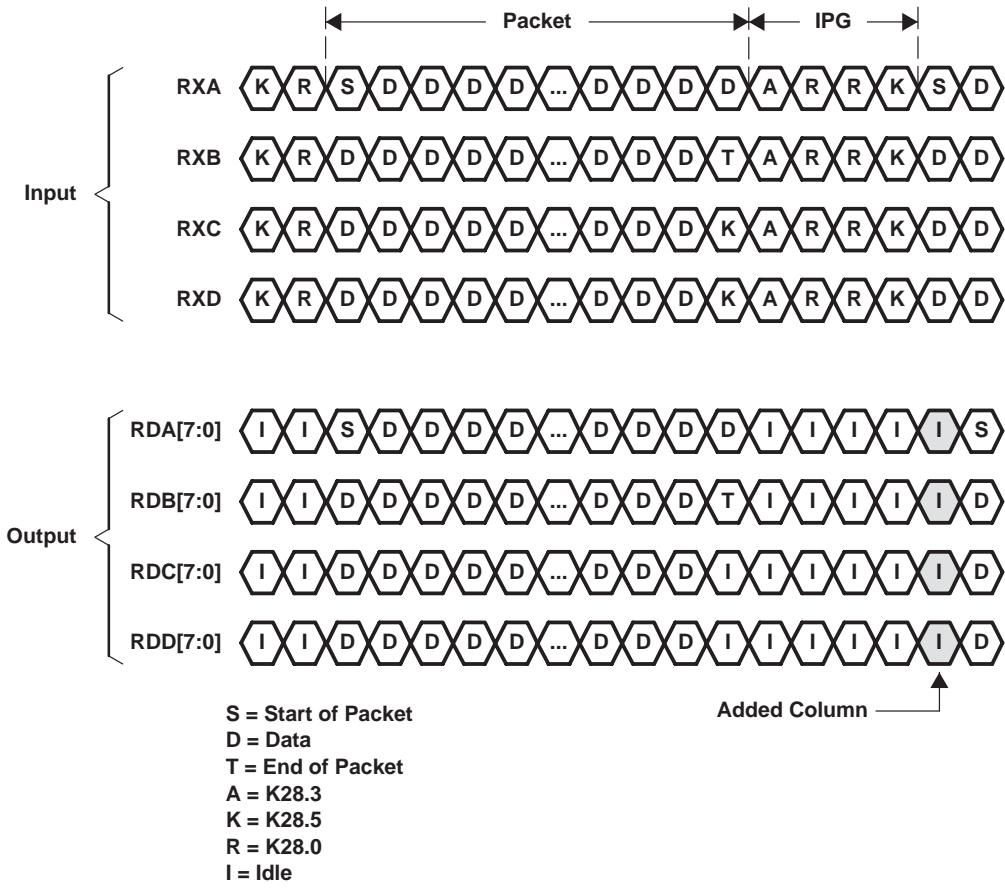 Packet IPG
RXA K R S D D D D ... D D D D A R R K S D
RXB K R D D D D D ... D D D T A R R K D D
Input
RXC K R D D D D D ... D D D K A R R K D D
RXD K R D D D D D ... D D D K A R R K D D
RDA[7:0] I I S D D D D ... D D D D I I I I I S
RDB[7:0] I I D D D D D ... D D D T I I I I I D
Output
RDC[7:0] I I D D D D D ... D D D I I I I I I D
RDD[7:0] I I D D D D D ... D D D I I I I I I D
Added Column
S = Start of Packet
D = Data
T = End of Packet
A = K28.3
K = K28.5
R = K28.0
I = Idle